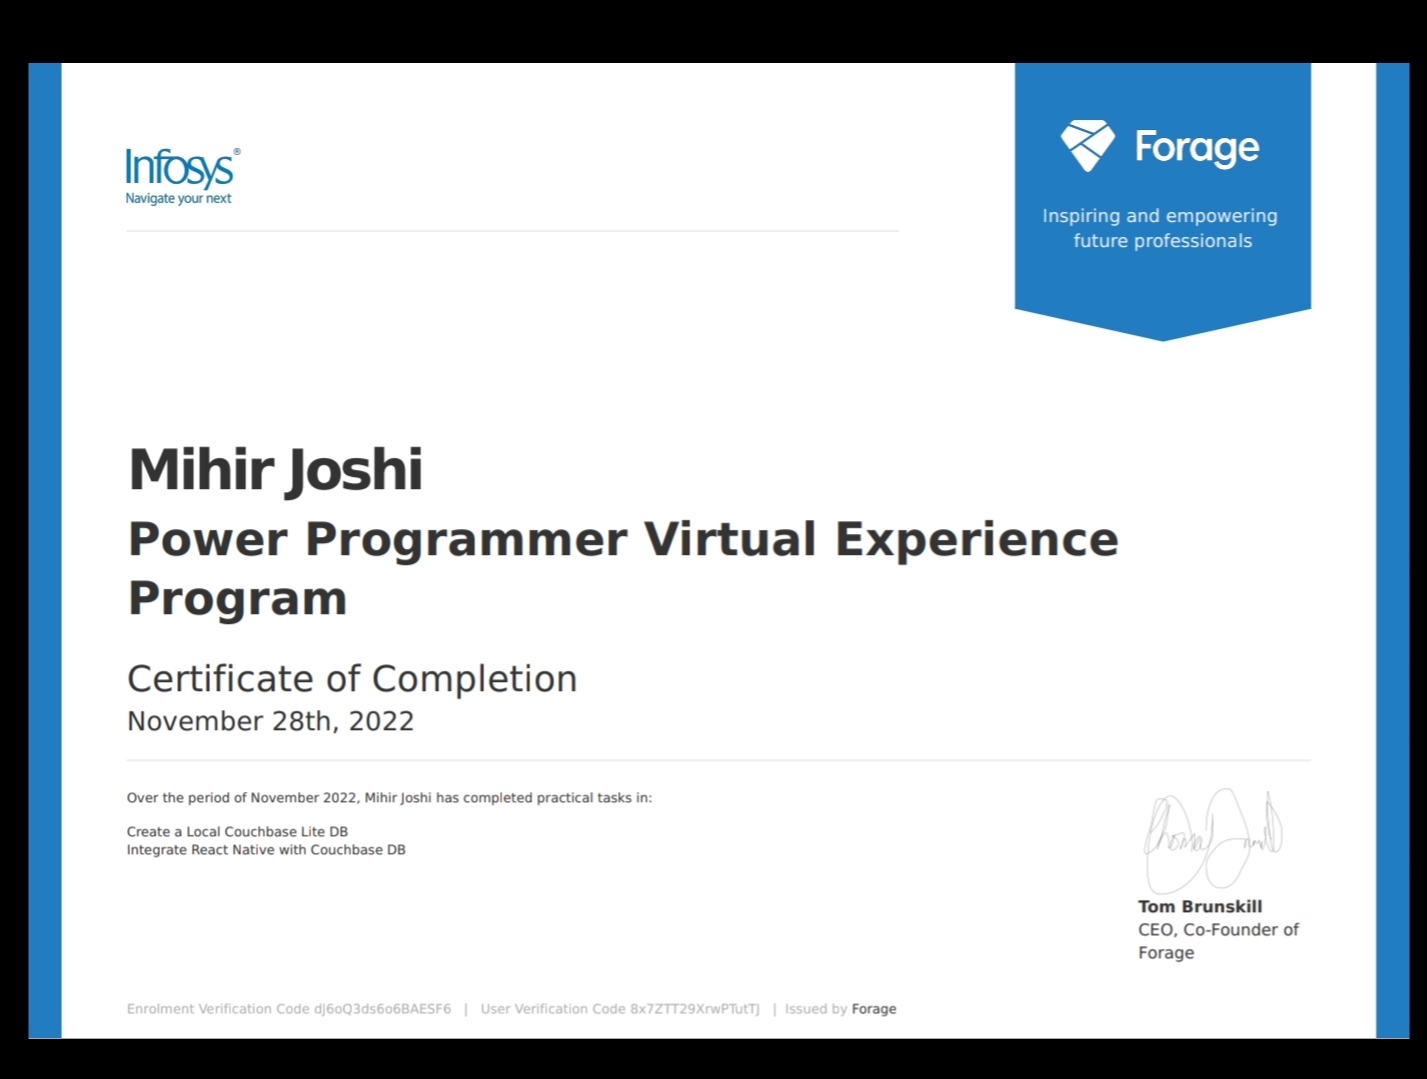 Infosys®
Navigate your next
Forage
Inspiring and empowering
future professionals
Mihir Joshi
Power Programmer Virtual Experience
Program
Certificate of Completion
November 28th, 2022
Over the period of November 2022, Mihir Joshi has completed practical tasks in:
Create a Local Couchbase Lite DB
Integrate React Native with Couchbase DB
Tom Brunskill
CEO, Co-Founder of
Forage
Enrolment Verification Code dJ6oQ3ds6o6BAESF6 | User Verification Code 8x7ZTT29XrwPTutTJ | Issued by Forage